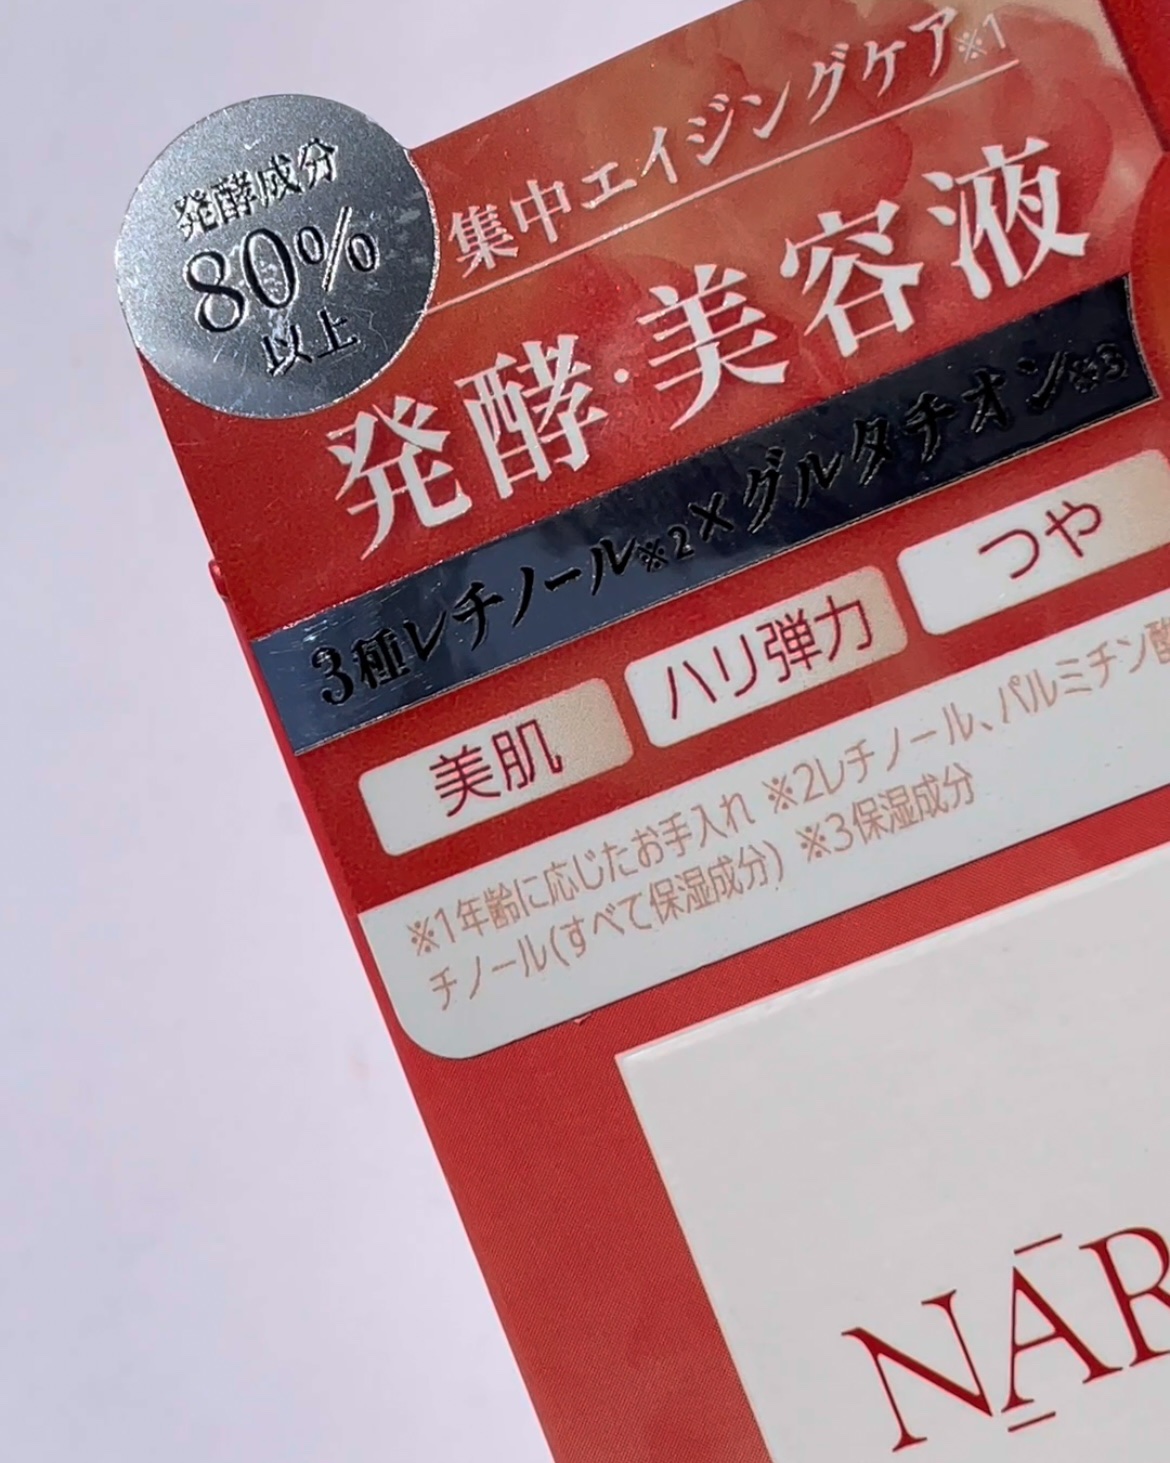 発酵成分
80%
以上
集中エイジングケア※1
発酵・美容液
3種レチノール※2×グルタチオン※3
美肌
ハリ弾力
つや
※1年齢に応じたお手入れ ※2レチノール、パルミチン酸
チノール(すべて保湿成分) ※3保湿成分
NAR